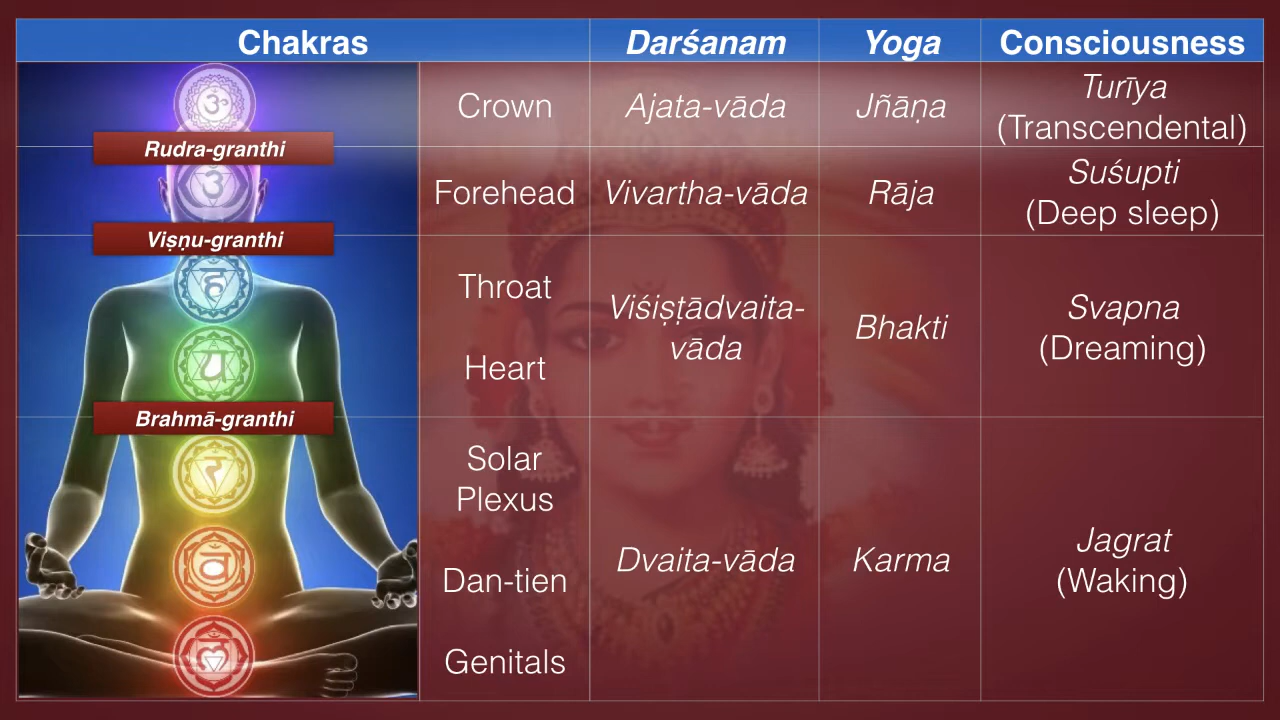 Chakras
Darśanam
Yoga
Consciousness
ॐ
Rudra-granthi
Crown
Ajata-vāda
Jñāṇa
Turīya
(Transcendental)
Viṣṇu-granthi
Forehead
Vivartha-vāda
Rāja
Suśupti
(Deep sleep)
हं
यं
Brahmā-granthi
Throat
Heart
Viśiṣṭādvaita-
vāda
Bhakti
Svapna
(Dreaming)
रं
वं
लं
Solar
Plexus
Dan-tien
Genitals
Dvaita-vāda
Karma
Jagrat
(Waking)